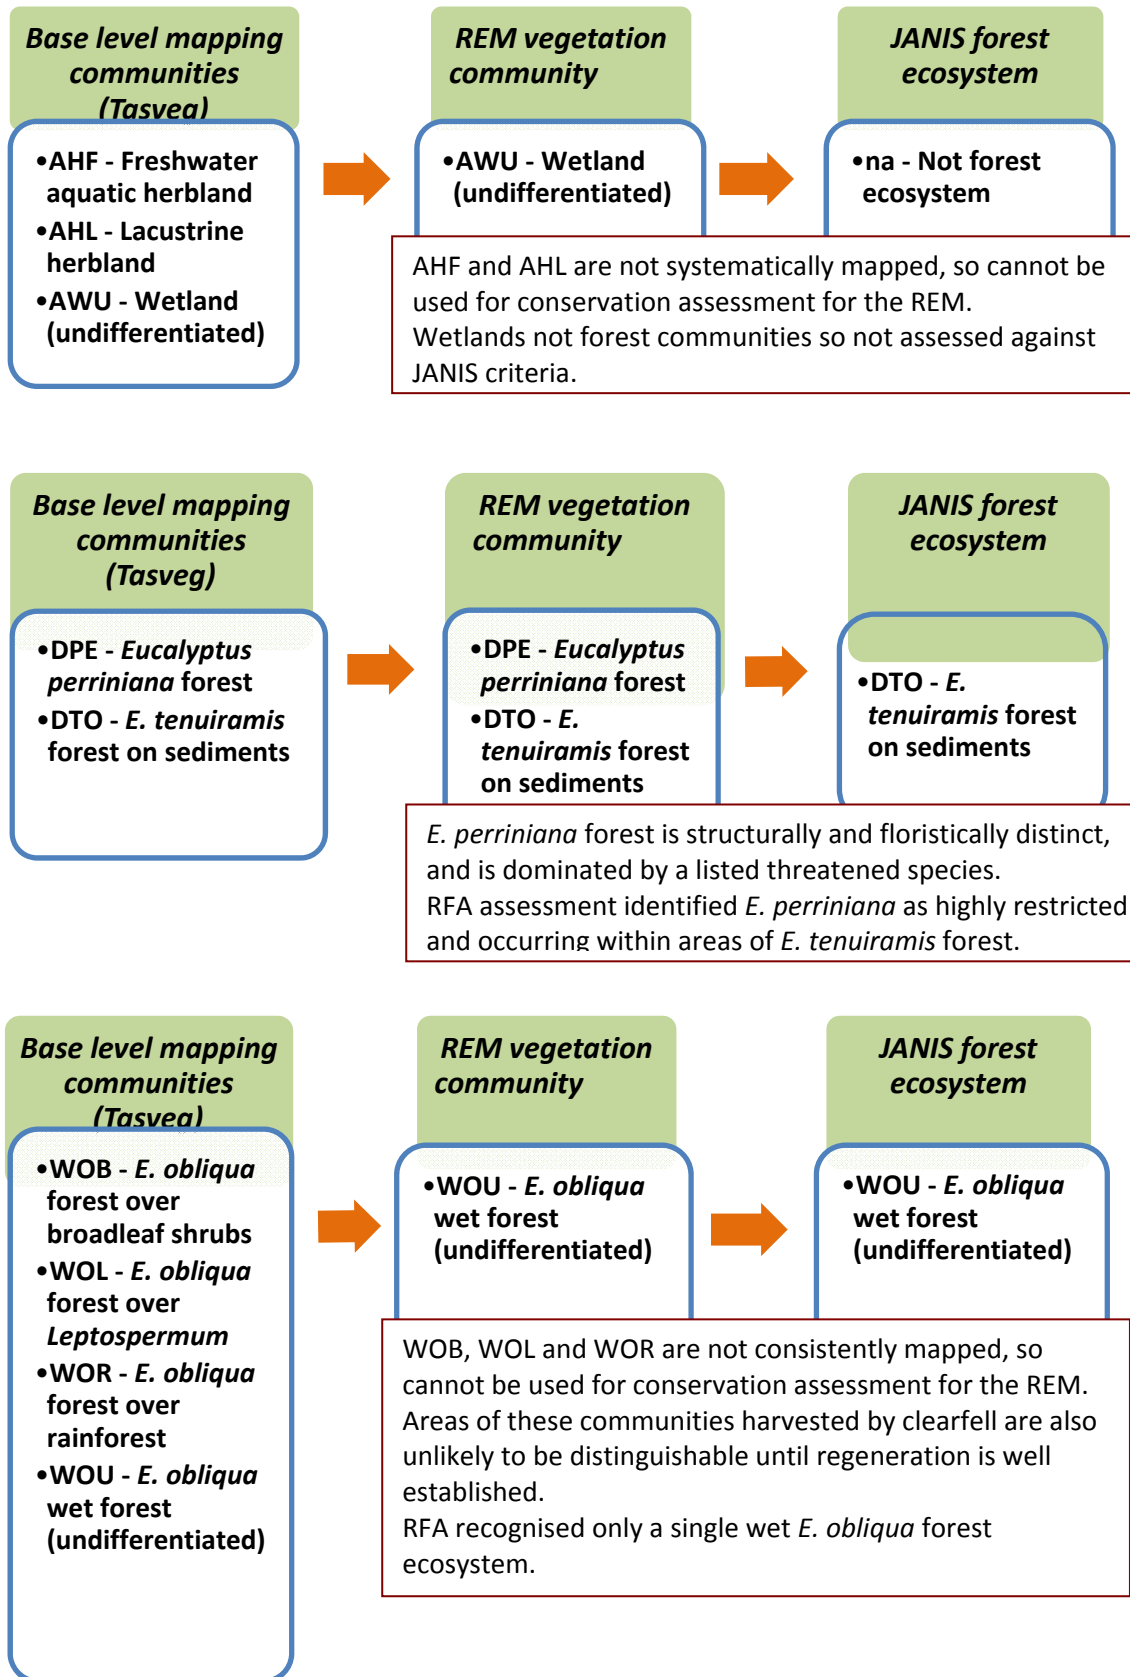 Base level mapping
communities
(Tasveg)
•AHF - Freshwater
aquatic herbland
•AHL - Lacustrine
herbland
•AWU - Wetland
(undifferentiated)
REM vegetation
community
•AWU - Wetland
(undifferentiated)
JANIS forest
ecosystem
•na - Not forest
ecosystem
AHF and AHL are not systematically mapped, so cannot be
used for conservation assessment for the REM.
Wetlands not forest communities so not assessed against
JANIS criteria.
Base level mapping
communities
(Tasveg)
•DPE - Eucalyptus
perriniana forest
•DTO - E. tenuiramis
forest on sediments
REM vegetation
community
•DPE - Eucalyptus
perriniana forest
•DTO - E.
tenuiramis forest
on sediments
JANIS forest
ecosystem
•DTO - E.
tenuiramis forest
on sediments
E. perriniana forest is structurally and floristically distinct,
and is dominated by a listed threatened species.
RFA assessment identified E. perriniana as highly restricted
and occurring within areas of E. tenuiramis forest.
Base level mapping
communities
(Tasveg)
•WOB - E. obliqua
forest over
broadleaf shrubs
•WOL - E. obliqua
forest over
Leptospermum
•WOR - E. obliqua
forest over
rainforest
•WOU - E. obliqua
wet forest
(undifferentiated)
REM vegetation
community
•WOU - E. obliqua
wet forest
(undifferentiated)
JANIS forest
ecosystem
•WOU - E. obliqua
wet forest
(undifferentiated)
WOB, WOL and WOR are not consistently mapped, so
cannot be used for conservation assessment for the REM.
Areas of these communities harvested by clearfell are also
unlikely to be distinguishable until regeneration is well
established.
RFA recognised only a single wet E. obliqua forest
ecosystem.